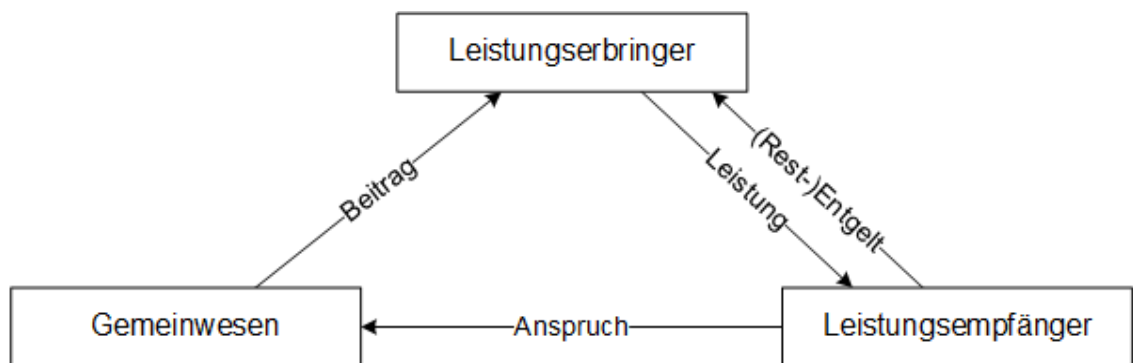 Leistungserbringer
Beitrag
Leistung
(Rest-)Entgelt
Gemeinwesen
Anspruch
Leistungsempfänger